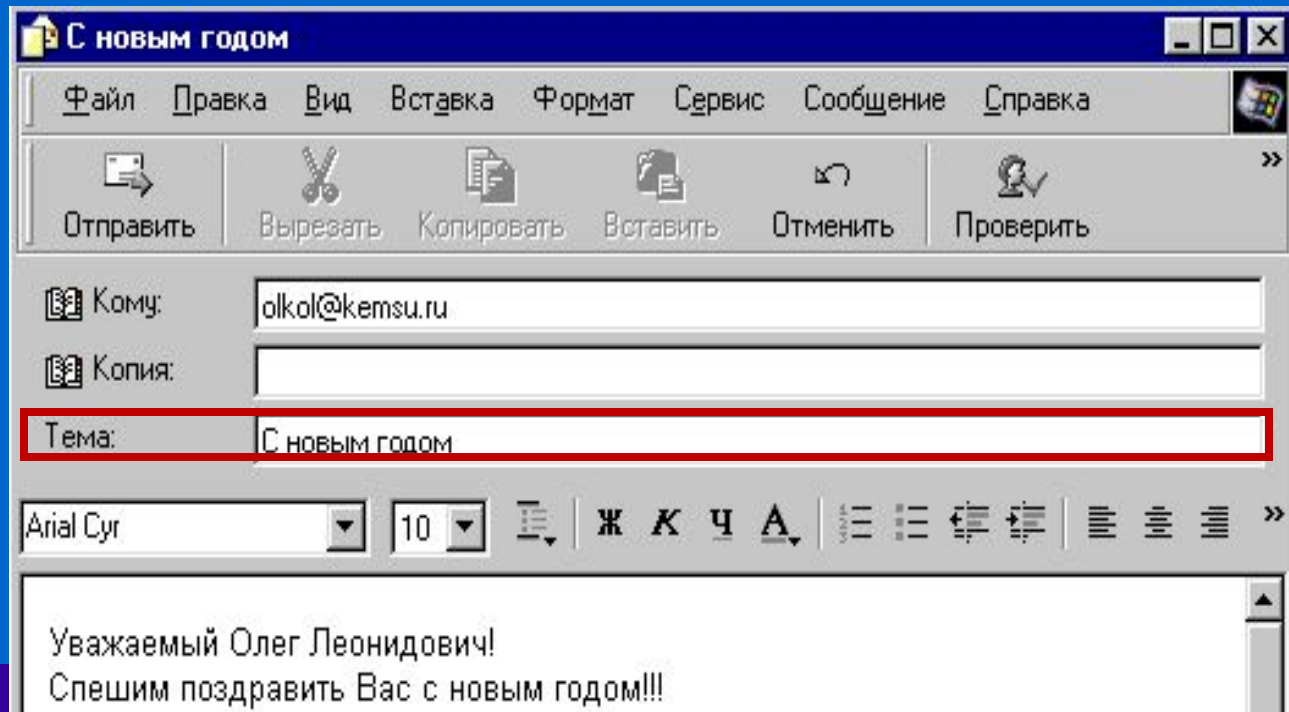 С новым годом
Файл Правка Вид Вставка Формат Сервис Сообщение Справка
Отправить Вырезать Копировать Вставить Отменить Проверить »
Кому: olkol@kemsu.ru
Копия:
Тема: С новым годом
Arial Cyr 10 Ж К Ч А »
Уважаемый Олег Леонидович!
Спешим поздравить Вас с новым годом!!!